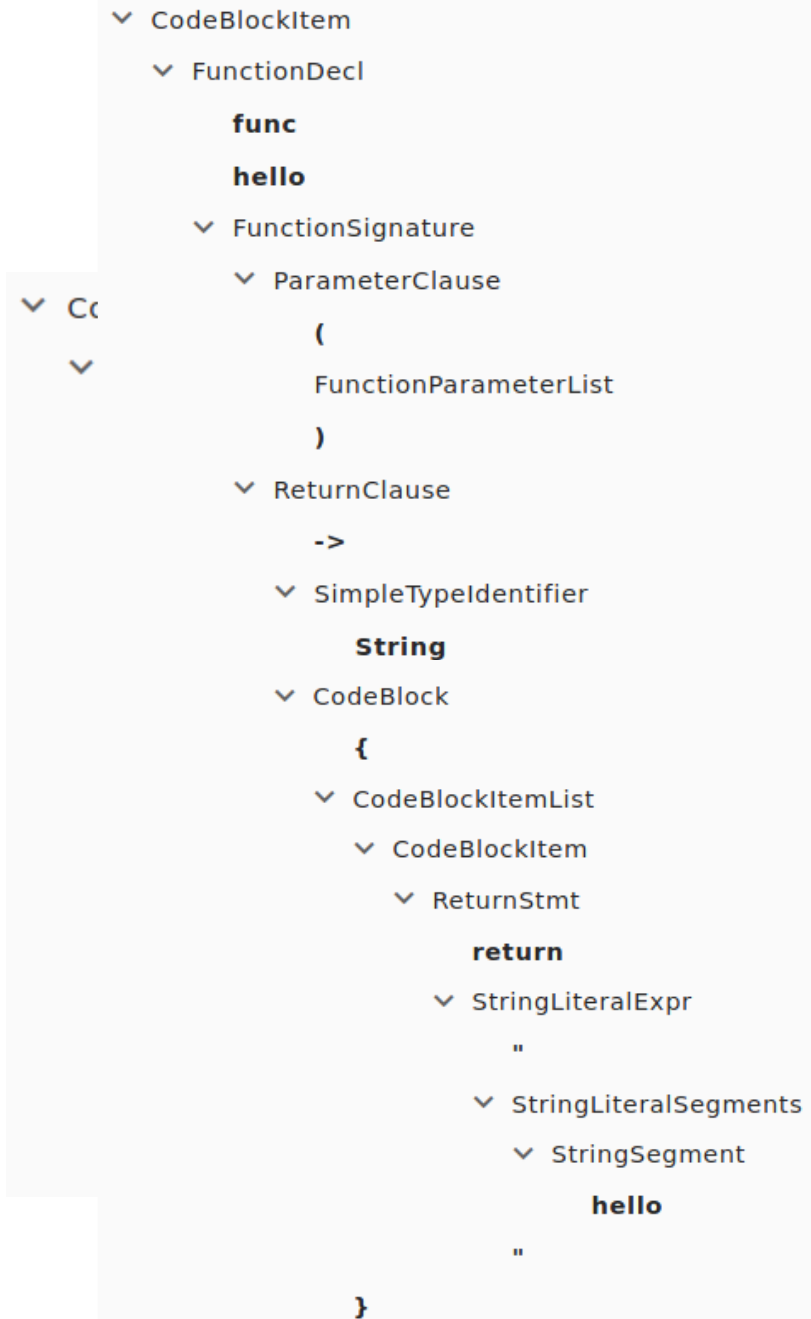 CodeBlockItem
FunctionDecl
func
hello
FunctionSignature
ParameterClause
(
FunctionParameterList
)
ReturnClause
->
SimpleTypeIdentifier
String
CodeBlock
{
CodeBlockItemList
CodeBlockItem
ReturnStmt
return
StringLiteralExpr
"
StringLiteralSegments
StringSegment
hello
"
}